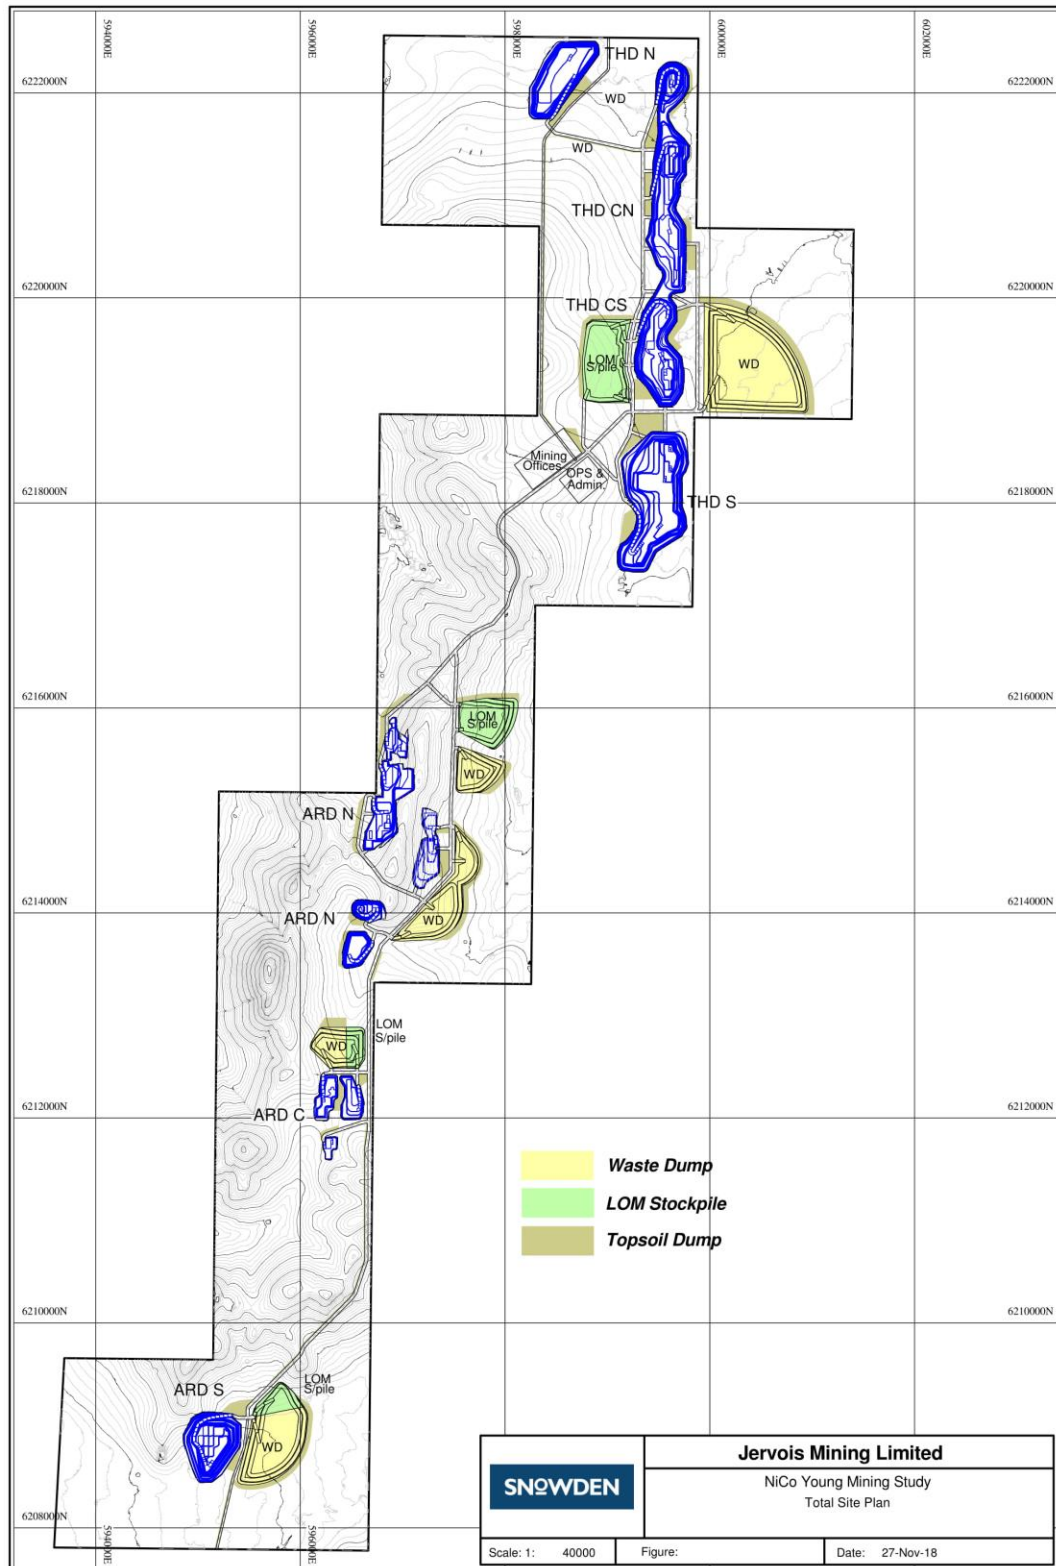 594000E
596000E
598000E
600000E
602000E
THD N
6222000N
6222000N
WD
WD
THD CN
6220000N
6220000N
THD CS
LOM
S/pile
WD
Mining
Offices
OPS &
Admin.
6218000N
6218000N
THD S
6216000N
6216000N
LOM
S/pile
WD
ARD N
6214000N
6214000N
ARD N
WD
LOM
S/pile
WD
6212000N
6212000N
ARD C
Waste Dump
LOM Stockpile
Topsoil Dump
6210000N
6210000N
ARD S
LOM
S/pile
WD
6208000N
594000E
596000E
SNOWDEN
Jervois Mining Limited
NiCo Young Mining Study
Total Site Plan
Scale: 1: 40000
Figure:
Date: 27-Nov-18